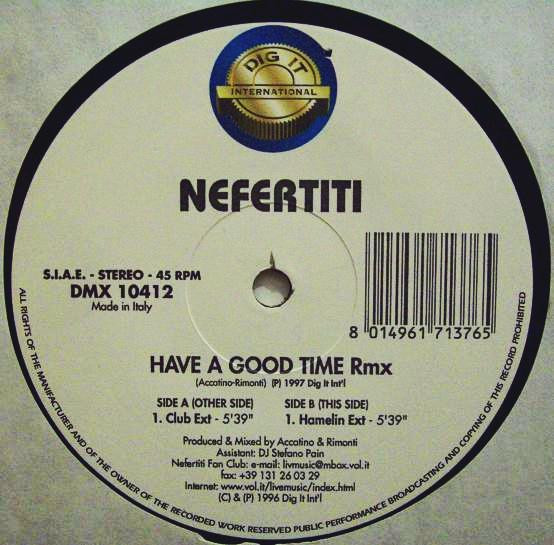 DIG IT
INTERNATIONAL
NEFERTITI
S.I.A.E. - STEREO - 45 RPM
DMX 10412
Made in Italy
8 014961 713765
HAVE A GOOD TIME Rmx
(Accatino-Rimonti) (P) 1997 Dig It Int'l
SIDE A (OTHER SIDE)
1. Club Ext - 5'39"
SIDE B (THIS SIDE)
1. Hamelin Ext - 5'39"
Produced & Mixed by Accatino & Rimonti
Assistant: DJ Stefano Pain
Nefertiti Fan Club: e-mail: livmusic@mbox.vol.it
fax: +39 131 26 03 29
Internet: www.vol.it/livemusic/index.html
(C) & (P) 1996 Dig It Int'l
ALL RIGHTS OF THE MANUFACTURER AND OF THE OWNER OF THE RECORDED WORK RESERVED PUBLIC PERFORMANCE BROADCASTING AND COPYING OF THIS RECORD PROHIBITED